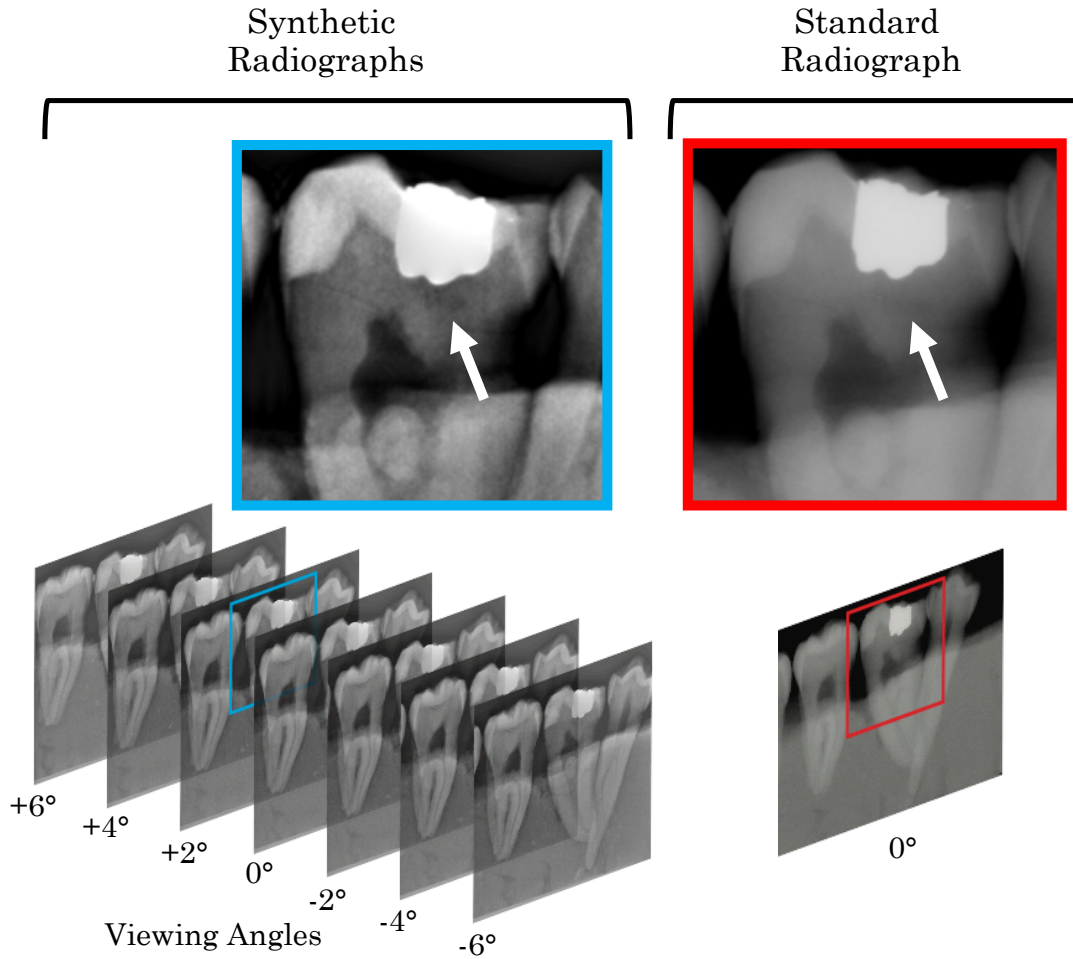 Synthetic
Radiographs
Standard
Radiograph
+6°
+4°
+2°
0°
-2°
-4°
-6°
0°
Viewing Angles